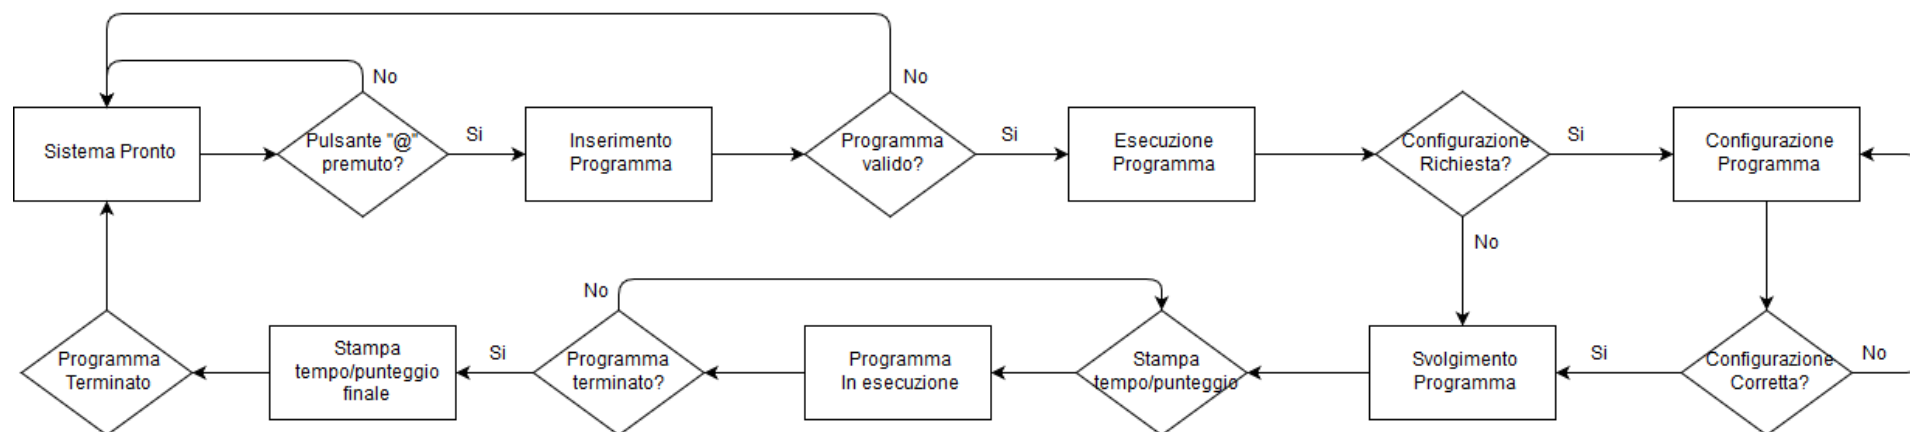 No
No
Sistema Pronto
Pulsante "@"
premuto?
Si
Inserimento
Programma
Programma
valido?
Si
Esecuzione
Programma
Configurazione
Richiesta?
Si
Configurazione
Programma
No
No
Programma
Terminato
Stampa
tempo/punteggio
finale
Si
Programma
terminato?
Programma
In esecuzione
Stampa
tempo/punteggio
Svolgimento
Programma
Si
Configurazione
Corretta?
No